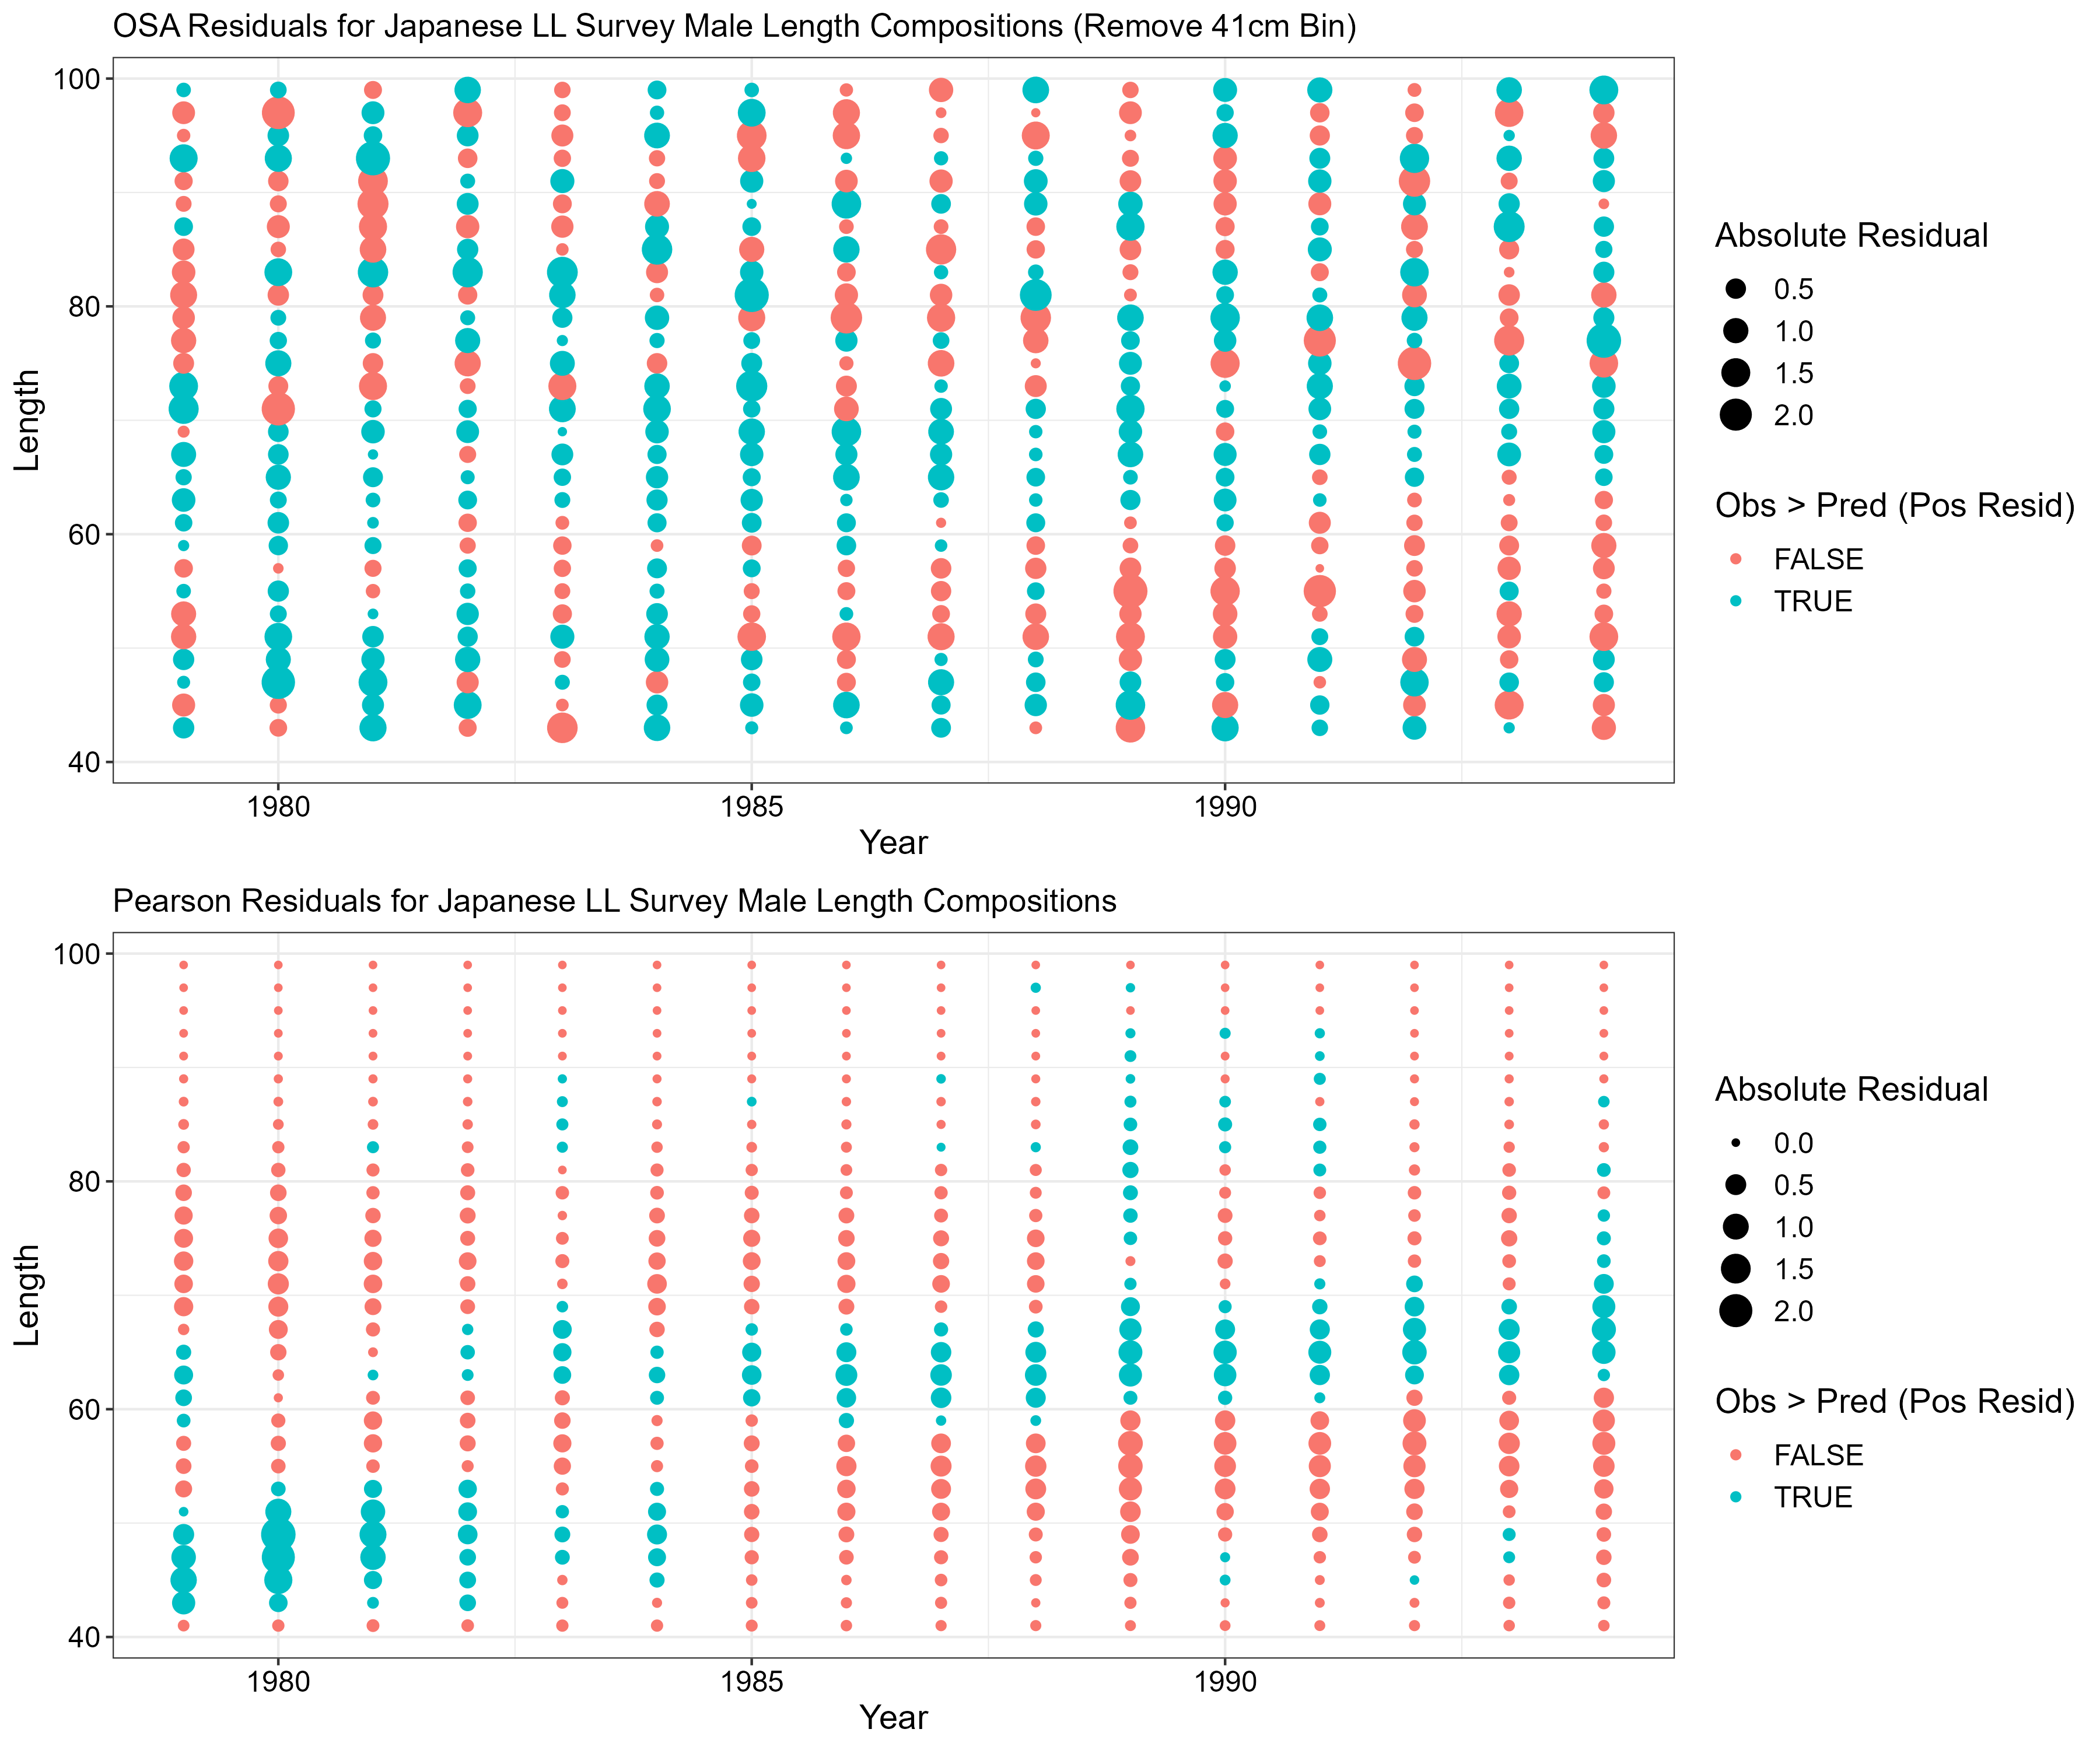 OSA Residuals for Japanese LL Survey Male Length Compositions (Remove 41cm Bin)
100
80
60
40
Length
1980
1985
1990
Year
Absolute Residual
0.5
1.0
1.5
2.0
Obs > Pred (Pos Resid)
FALSE
TRUE
Pearson Residuals for Japanese LL Survey Male Length Compositions
100
80
60
40
Length
1980
1985
1990
Year
Absolute Residual
0.0
0.5
1.0
1.5
2.0
Obs > Pred (Pos Resid)
FALSE
TRUE